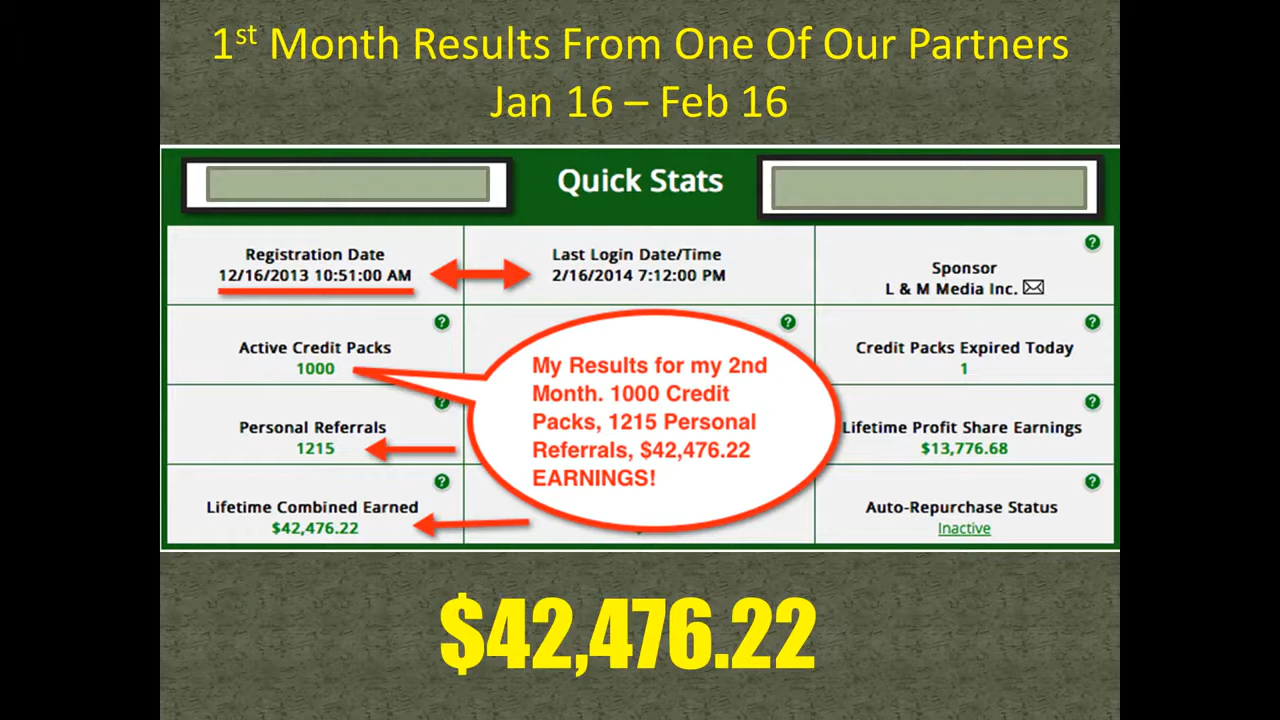 1st Month Results From One Of Our Partners
Jan 16 – Feb 16
Quick Stats
Registration Date
12/16/2013 10:51:00 AM
Last Login Date/Time
2/16/2014 7:12:00 PM
?
Sponsor
L & M Media Inc.
?
Active Credit Packs
1000
?
?
Credit Packs Expired Today
1
My Results for my 2nd
Month. 1000 Credit
Packs, 1215 Personal
Referrals, $42,476.22
EARNINGS!
?
Personal Referrals
1215
?
Lifetime Profit Share Earnings
$13,776.68
?
Lifetime Combined Earned
$42,476.22
?
Auto-Repurchase Status
Inactive
$42,476.22